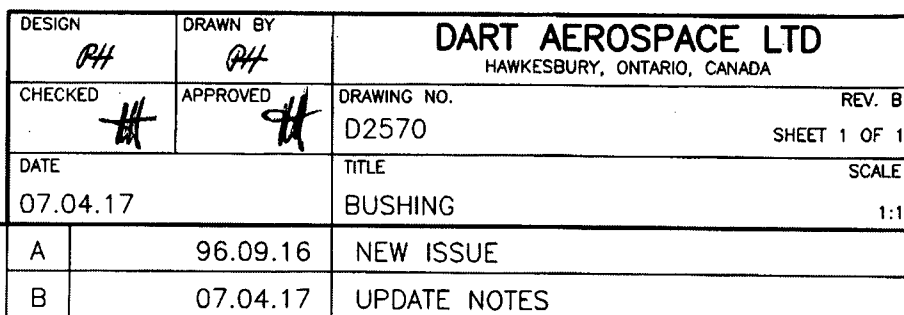 DESIGN DRAWN BY DART AEROSPACE LTD
PH PH HAWKESBURY, ONTARIO, CANADA
CHECKED APPROVED DRAWING NO. REV. B
D2570 SHEET 1 OF 1
DATE TITLE SCALE
07.04.17 BUSHING 1:1
A 96.09.16 NEW ISSUE
B 07.04.17 UPDATE NOTES